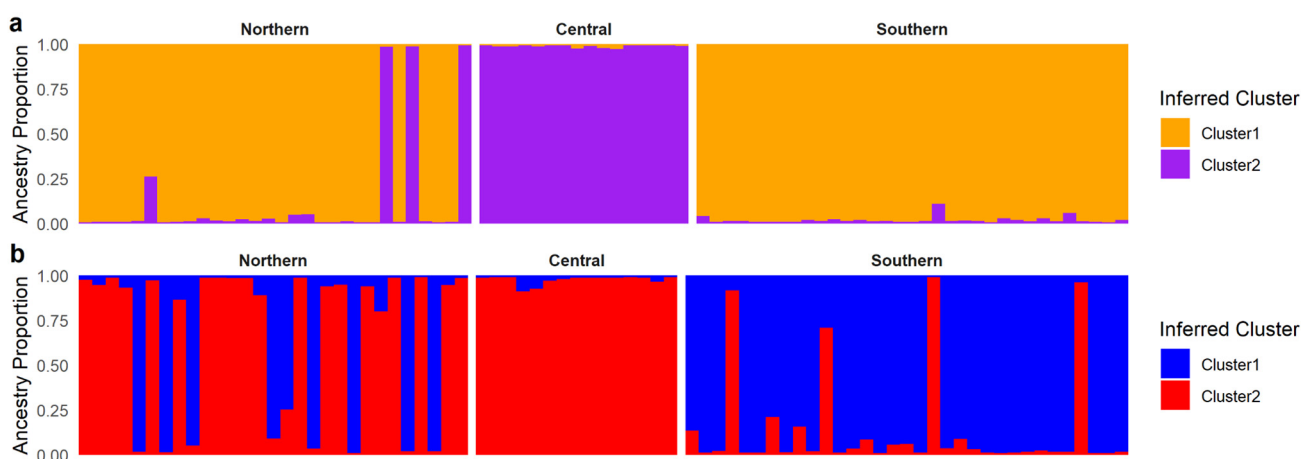 a
Northern Central Southern
Ancestry Proportion
1.00
0.75
0.50
0.25
0.00
Inferred Cluster
Cluster1
Cluster2
b
Northern Central Southern
Ancestry Proportion
1.00
0.75
0.50
0.25
0.00
Inferred Cluster
Cluster1
Cluster2